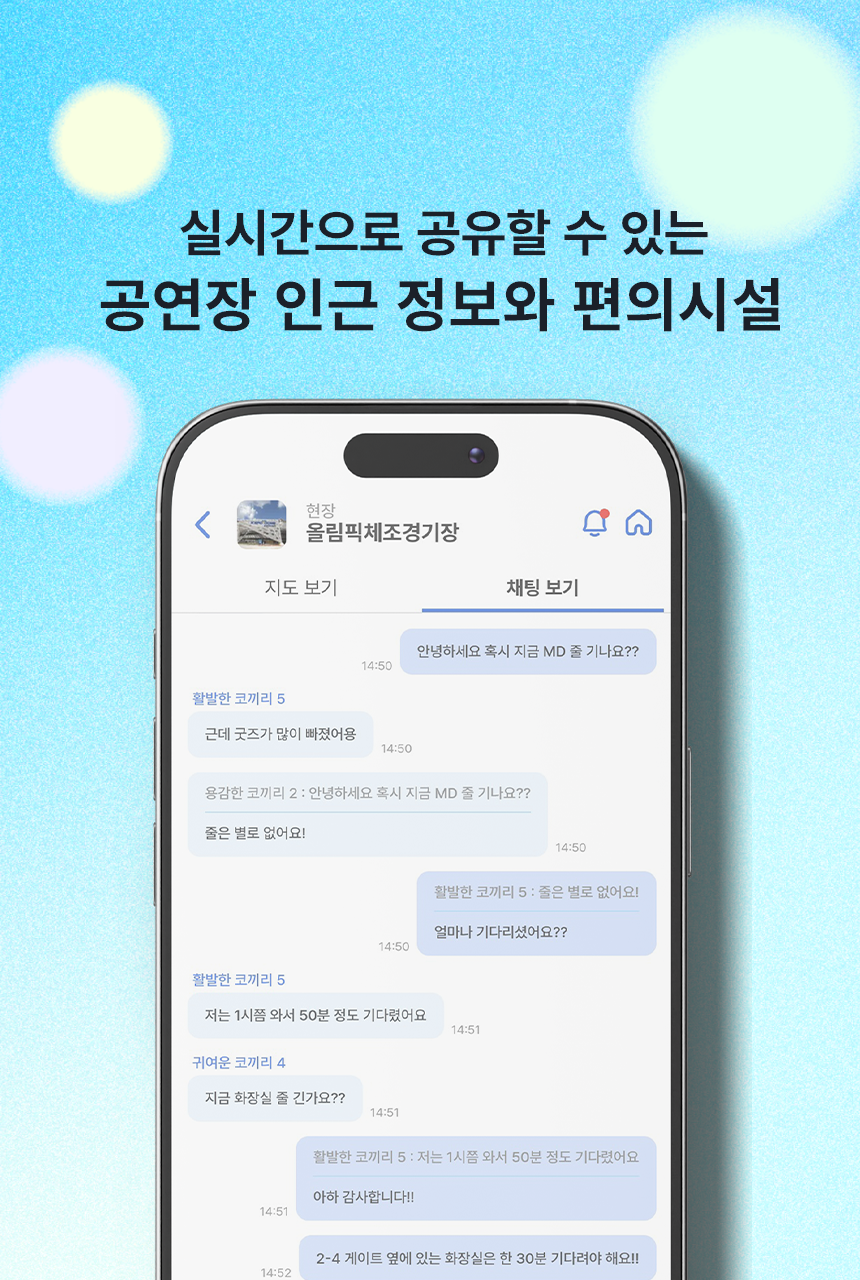 실시간으로 공유할 수 있는
공연장 인근 정보와 편의시설
현장
올림픽체조경기장
지도 보기
채팅 보기
안녕하세요 혹시 지금 MD 줄 기나요??
14:50
활발한 코끼리 5
근데 굿즈가 많이 빠졌어용
14:50
용감한 코끼리 2 : 안녕하세요 혹시 지금 MD 줄 기나요??
줄은 별로 없어요!
14:50
활발한 코끼리 5 : 줄은 별로 없어요!
얼마나 기다리셨어요??
14:50
활발한 코끼리 5
저는 1시쯤 와서 50분 정도 기다렸어요
14:51
귀여운 코끼리 4
지금 화장실 줄 긴가요??
14:51
활발한 코끼리 5 : 저는 1시쯤 와서 50분 정도 기다렸어요
아하 감사합니다!!
14:51
2-4 게이트 옆에 있는 화장실은 한 30분 기다려야 해요!!
14:52